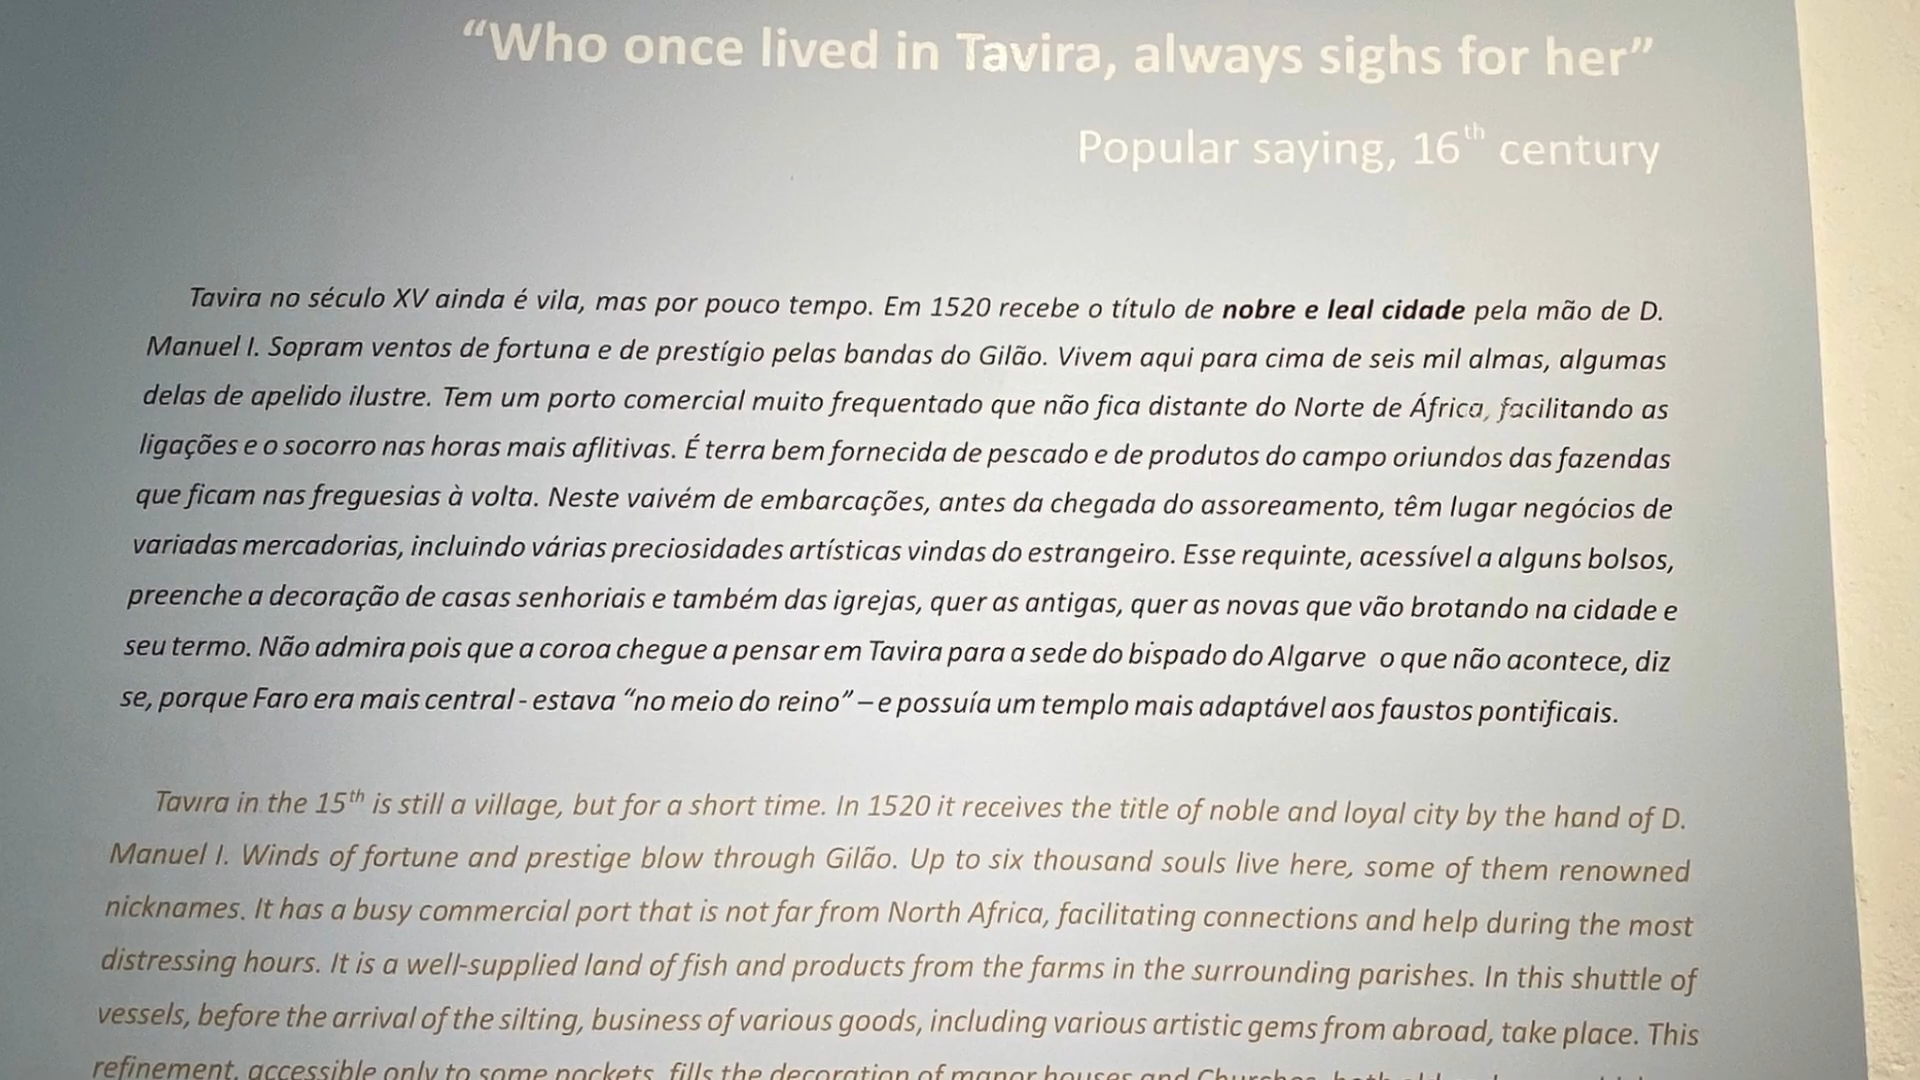 “Who once lived in Tavira, always sighs for her”
Popular saying, 16th century
Tavira no século XV ainda é vila, mas por pouco tempo. Em 1520 recebe o título de nobre e leal cidade pela mão de D.
Manuel I. Sopram ventos de fortuna e de prestígio pelas bandas do Gilão. Vivem aqui para cima de seis mil almas, algumas
delas de apelido ilustre. Tem um porto comercial muito frequentado que não fica distante do Norte de África, facilitando as
ligações e o socorro nas horas mais aflitivas. É terra bem fornecida de pescado e de produtos do campo oriundos das fazendas
que ficam nas freguesias à volta. Neste vaivém de embarcações, antes da chegada do assoreamento, têm lugar negócios de
variadas mercadorias, incluindo várias preciosidades artísticas vindas do estrangeiro. Esse requinte, acessível a alguns bolsos,
preenche a decoração de casas senhoriais e também das igrejas, quer as antigas, quer as novas que vão brotando na cidade e
seu termo. Não admira pois que a coroa chegue a pensar em Tavira para a sede do bispado do Algarve o que não acontece, diz
se, porque Faro era mais central - estava “no meio do reino” – e possuía um templo mais adaptável aos faustos pontificais.
Tavira in the 15th is still a village, but for a short time. In 1520 it receives the title of noble and loyal city by the hand of D.
Manuel I. Winds of fortune and prestige blow through Gilão. Up to six thousand souls live here, some of them renowned
nicknames. It has a busy commercial port that is not far from North Africa, facilitating connections and help during the most
distressing hours. It is a well-supplied land of fish and products from the farms in the surrounding parishes. In this shuttle of
vessels, before the arrival of the silting, business of various goods, including various artistic gems from abroad, take place. This
refinement, accessible only to some pockets, fills the decoration of manor houses and Churches,